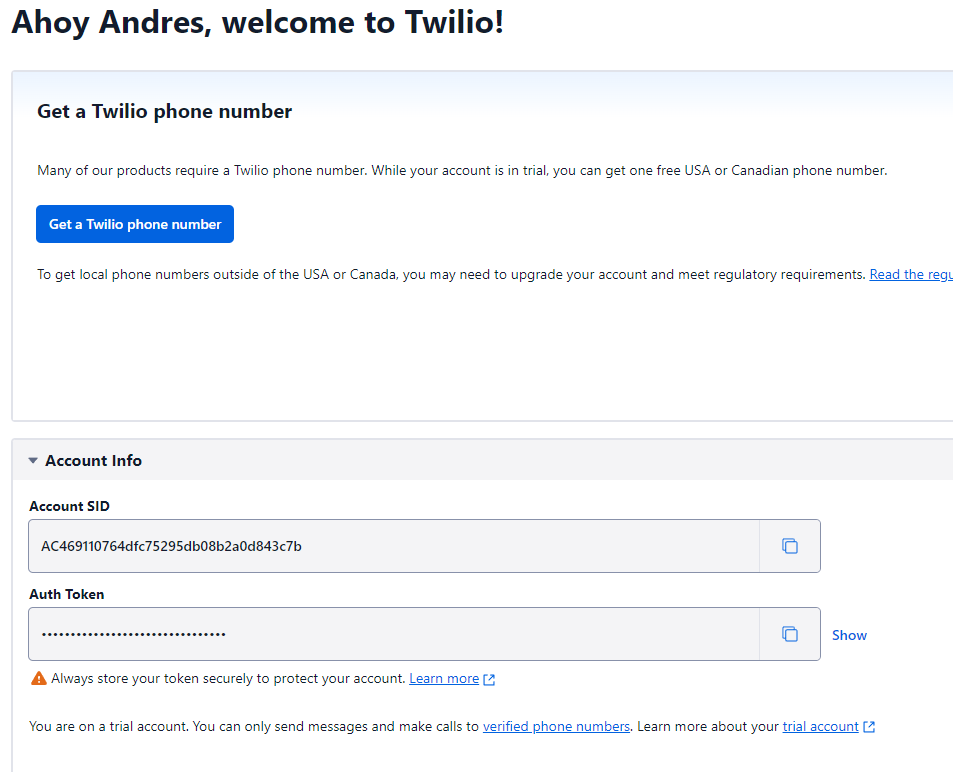 Ahoy Andres, welcome to Twilio!
Get a Twilio phone number
Many of our products require a Twilio phone number. While your account is in trial, you can get one free USA or Canadian phone number.
Get a Twilio phone number
To get local phone numbers outside of the USA or Canada, you may need to upgrade your account and meet regulatory requirements. Read the regu
Account Info
Account SID
AC469110764dfc75295db08b2a0d843c7b
Auth Token
••••••••••••••••••••••••••••••••
Show
Always store your token securely to protect your account. Learn more
You are on a trial account. You can only send messages and make calls to verified phone numbers. Learn more about your trial account